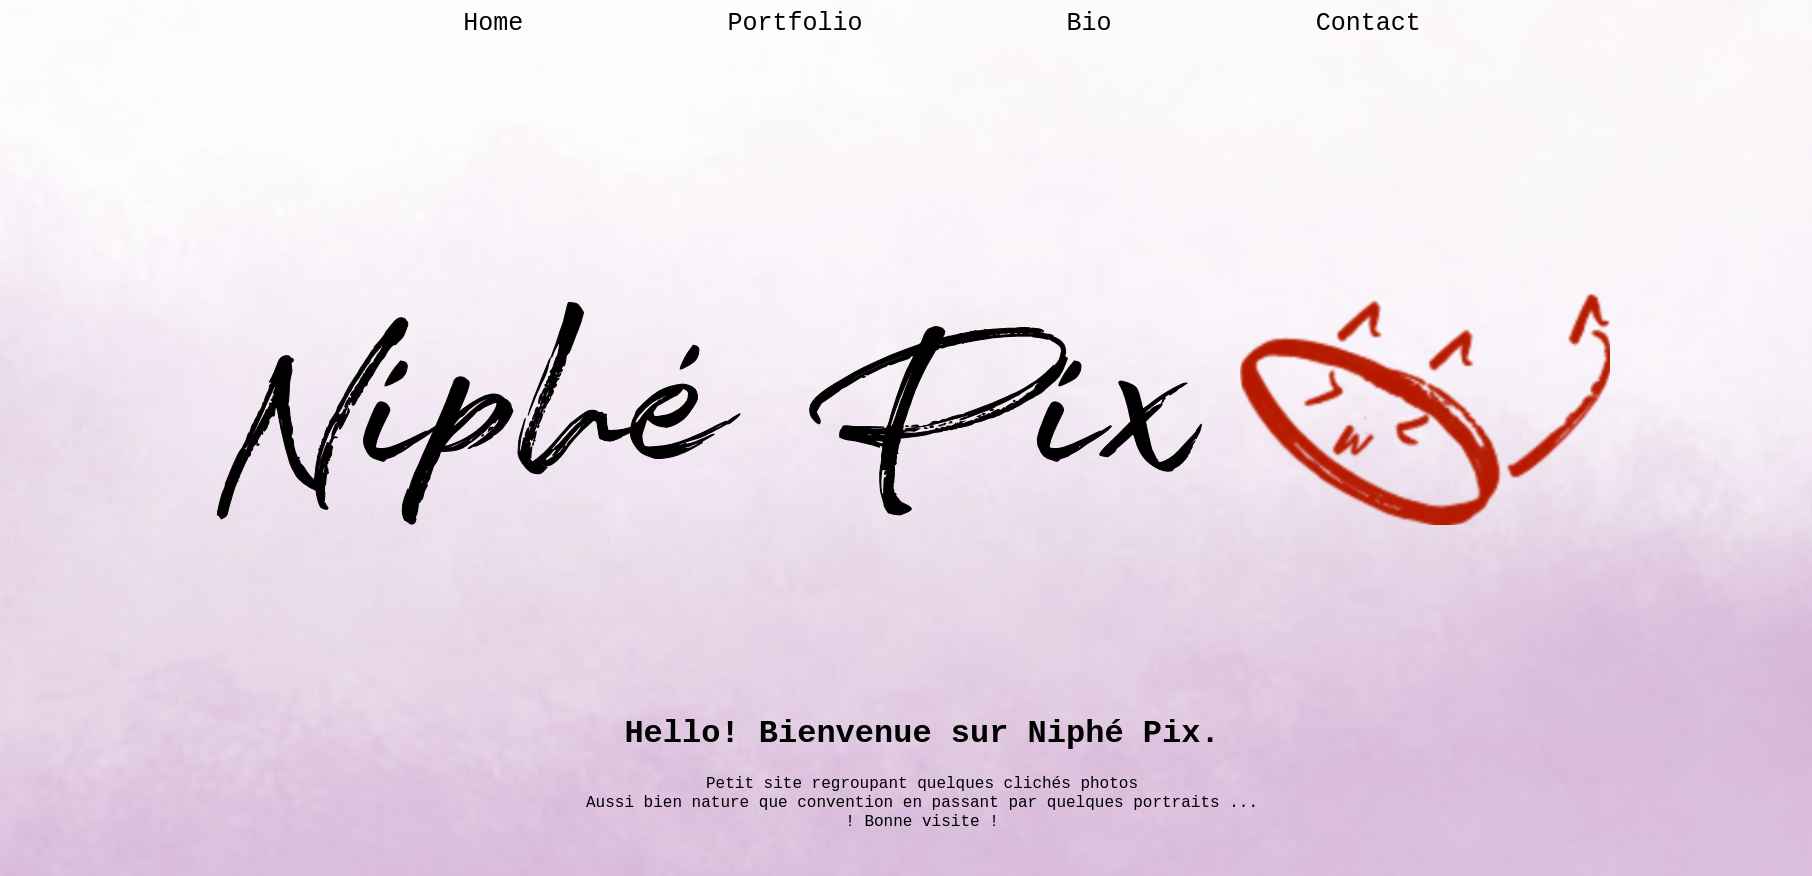 Home Portfolio Bio Contact
Niphé Pix
Hello! Bienvenue sur Niphé Pix.
Petit site regroupant quelques clichés photos
Aussi bien nature que convention en passant par quelques portraits ...
! Bonne visite !